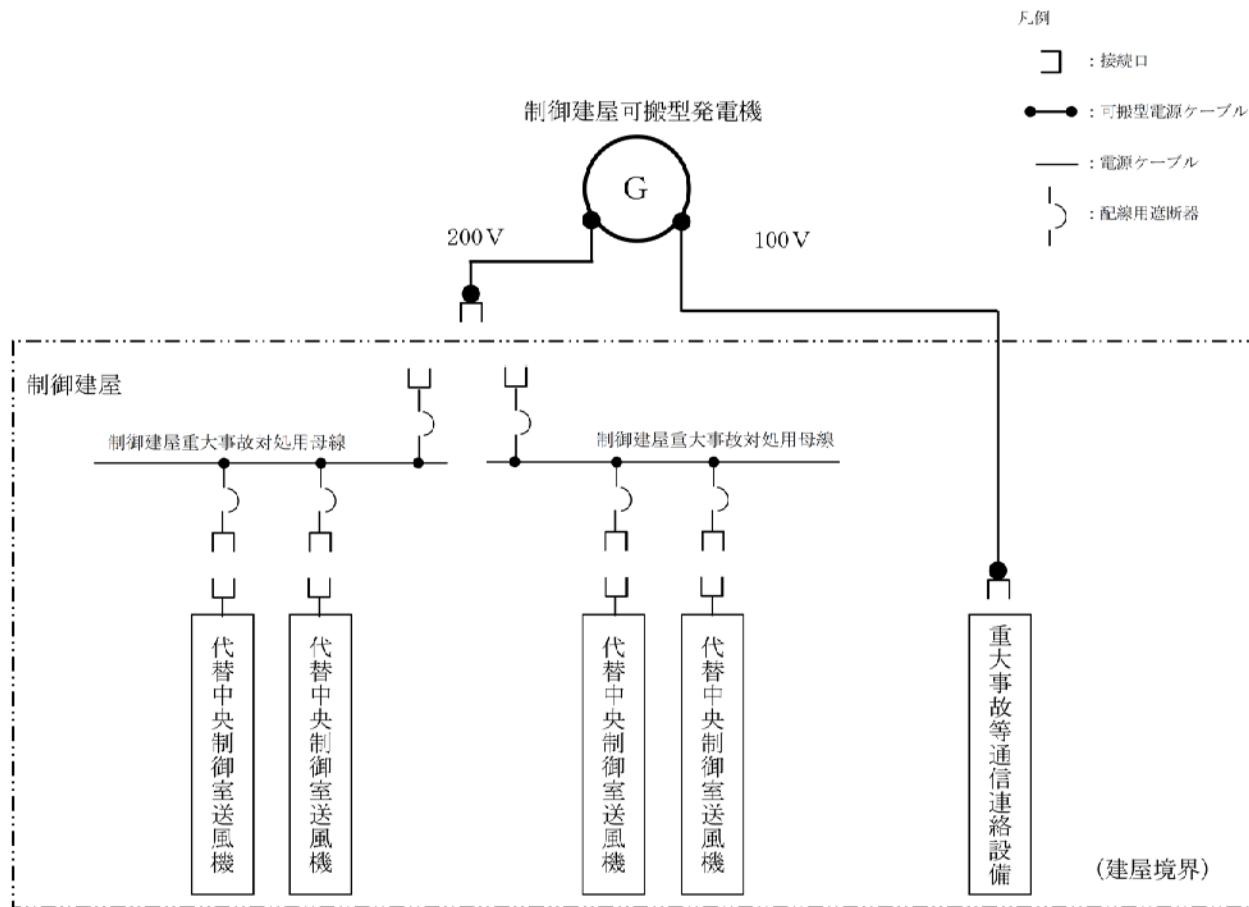 凡例
：接続口
制御建屋可搬型発電機
：可搬型電源ケーブル
：電源ケーブル
G
：配線用遮断器
200V
100V
制御建屋
制御建屋重大事故対処用母線
制御建屋重大事故対処用母線
代替中央制御室送風機
代替中央制御室送風機
代替中央制御室送風機
代替中央制御室送風機
重大事故等通信連絡設備
(建屋境界)